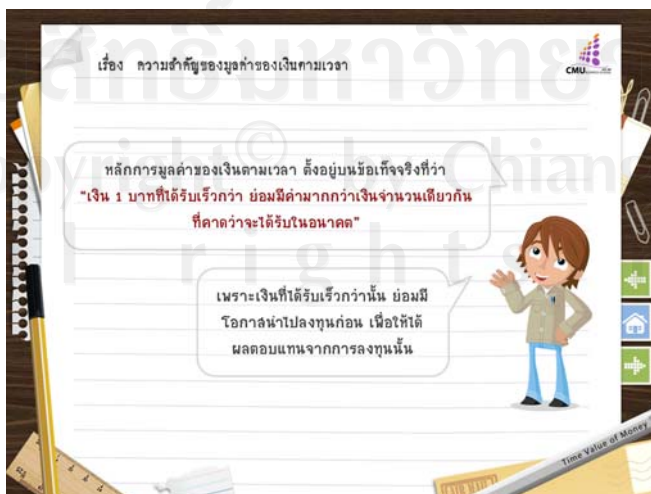 เรื่อง ความสำคัญของมูลค่าของเงินตามเวลา
CMU
หลักการมูลค่าของเงินตามเวลา ตั้งอยู่บนข้อเท็จจริงที่ว่า
"เงิน 1 บาทที่ได้รับเร็วกว่า ย่อมมีค่ามากกว่าเงินจำนวนเดียวกัน
ที่คาดว่าจะได้รับในอนาคต"
เพราะเงินที่ได้รับเร็วกว่านั้น ย่อมมี
โอกาสนำไปลงทุนก่อน เพื่อให้ได้
ผลตอบแทนจากการลงทุนนั้น
Time Value of Money